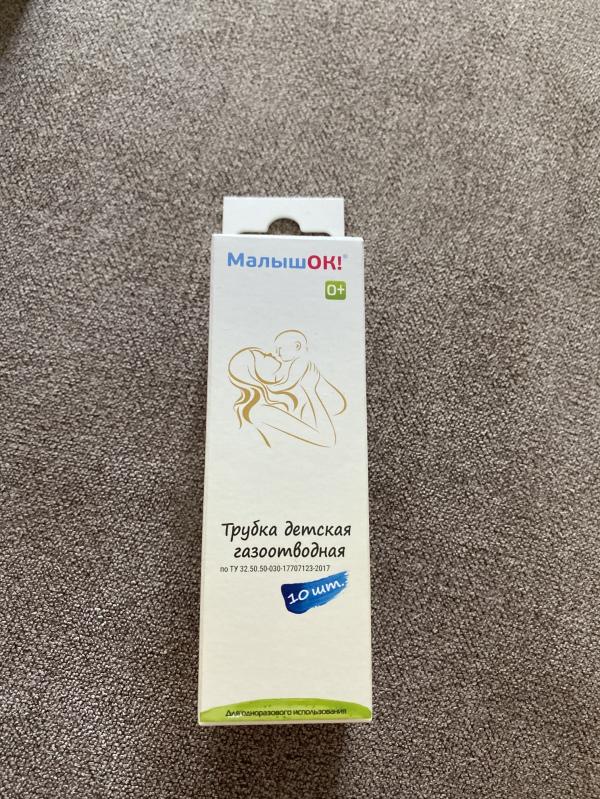 МалышОК!®
0+
Трубка детская
газоотводная
по ТУ 32.50.50-030-17707123-2017
10 шт.
Для одноразового использования